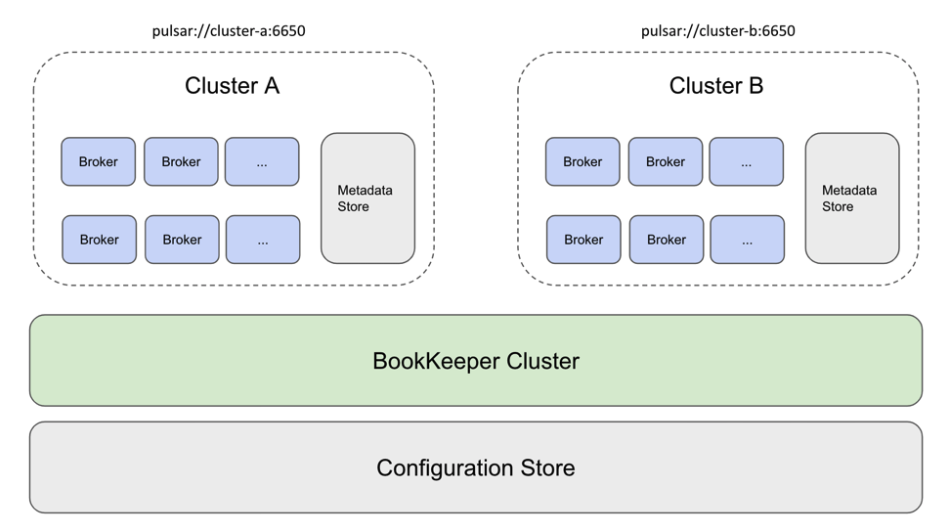 pulsar://cluster-a:6650
pulsar://cluster-b:6650
Cluster A
Cluster B
Broker
Broker
...
Metadata
Store
Broker
Broker
...
Broker
Broker
...
Metadata
Store
Broker
Broker
...
BookKeeper Cluster
Configuration Store